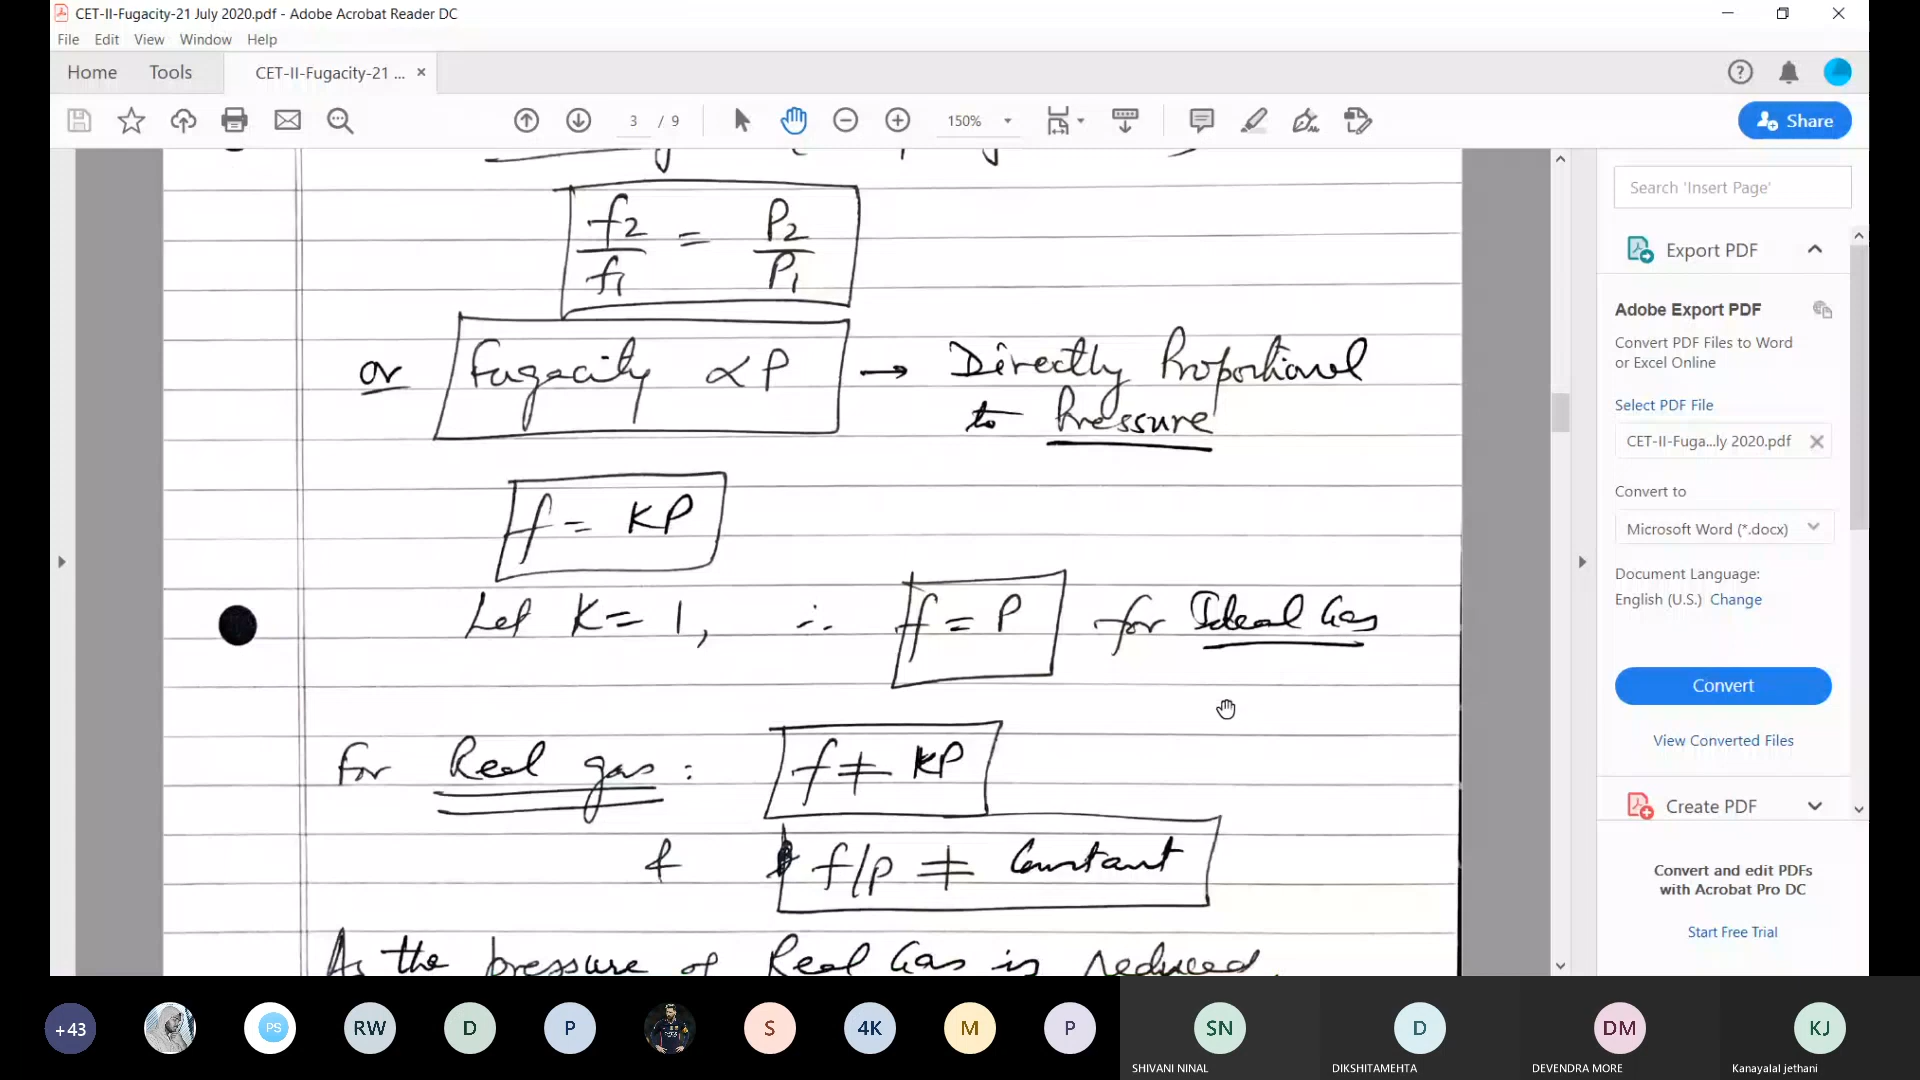 CET-II-Fugacity-21 July 2020.pdf - Adobe Acrobat Reader DC
File Edit View Window Help
Home Tools CET-II-Fugacity-21 ... ×
3 / 9 150% Share
f2/f1 = P2/P1
or Fugacity ∝ P → Directly Proportional
to Pressure
f = KP
Let K = 1, ∴ f = P for Ideal Gas
For Real gas : f ≠ KP
& f/p ≠ Constant
As the pressure of Real Gas is reduced,
Search 'Insert Page'
Export PDF
Adobe Export PDF
Convert PDF Files to Word
or Excel Online
Select PDF File
CET-II-Fuga...ly 2020.pdf
Convert to
Microsoft Word (*.docx)
Document Language:
English (U.S.) Change
Convert
View Converted Files
Create PDF
Convert and edit PDFs
with Acrobat Pro DC
Start Free Trial
+43 PS RW D P S 4K M P SN D DM KJ
SHIVANI NINAL DIKSHITAMEHTA DEVENDRA MORE Kanayalal jethani